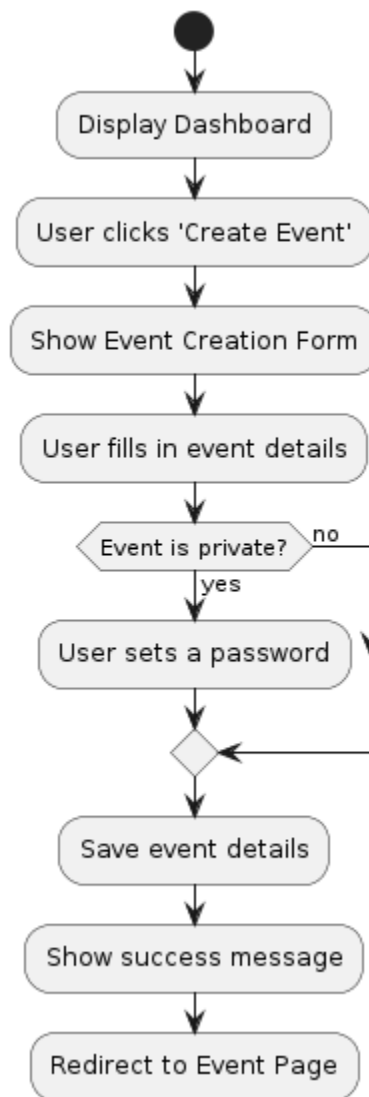 Display Dashboard
User clicks 'Create Event'
Show Event Creation Form
User fills in event details
Event is private?
no
yes
User sets a password
Save event details
Show success message
Redirect to Event Page